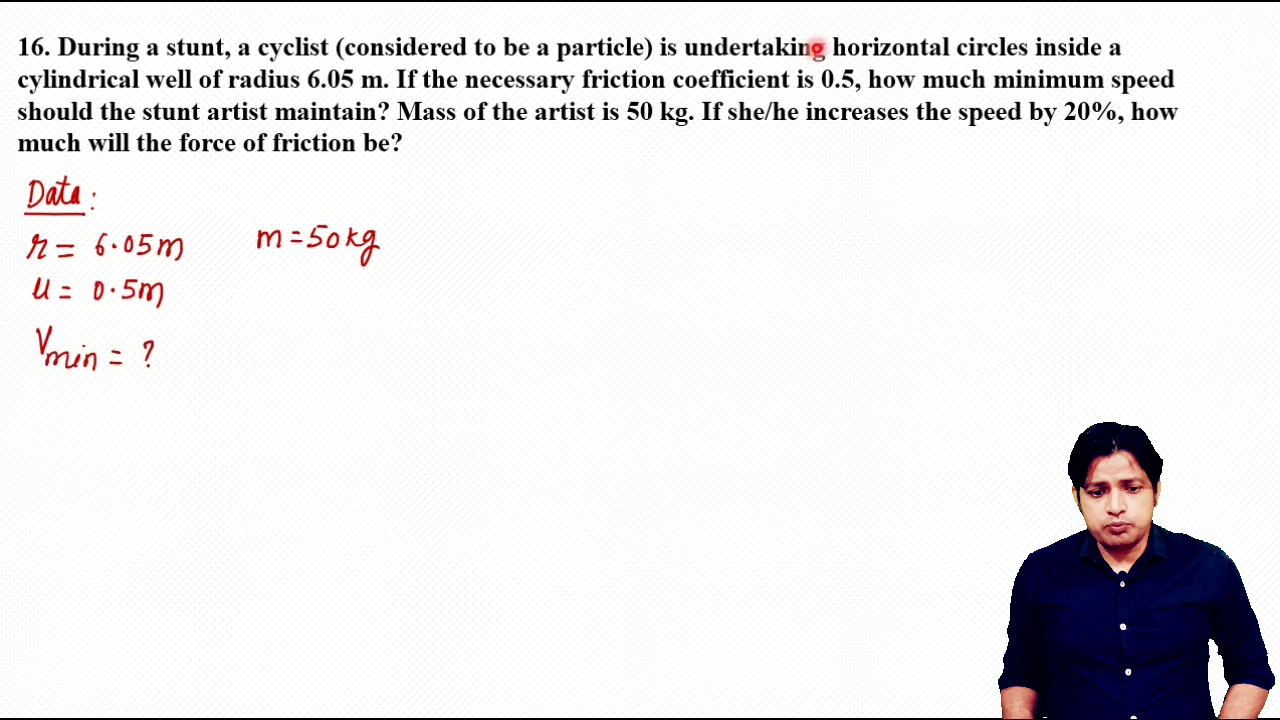 16. During a stunt, a cyclist (considered to be a particle) is undertaking horizontal circles inside a
cylindrical well of radius 6.05 m. If the necessary friction coefficient is 0.5, how much minimum speed
should the stunt artist maintain? Mass of the artist is 50 kg. If she/he increases the speed by 20%, how
much will the force of friction be?
Data:
r = 6.05m m = 50 kg
u = 0.5m
Vmin = ?